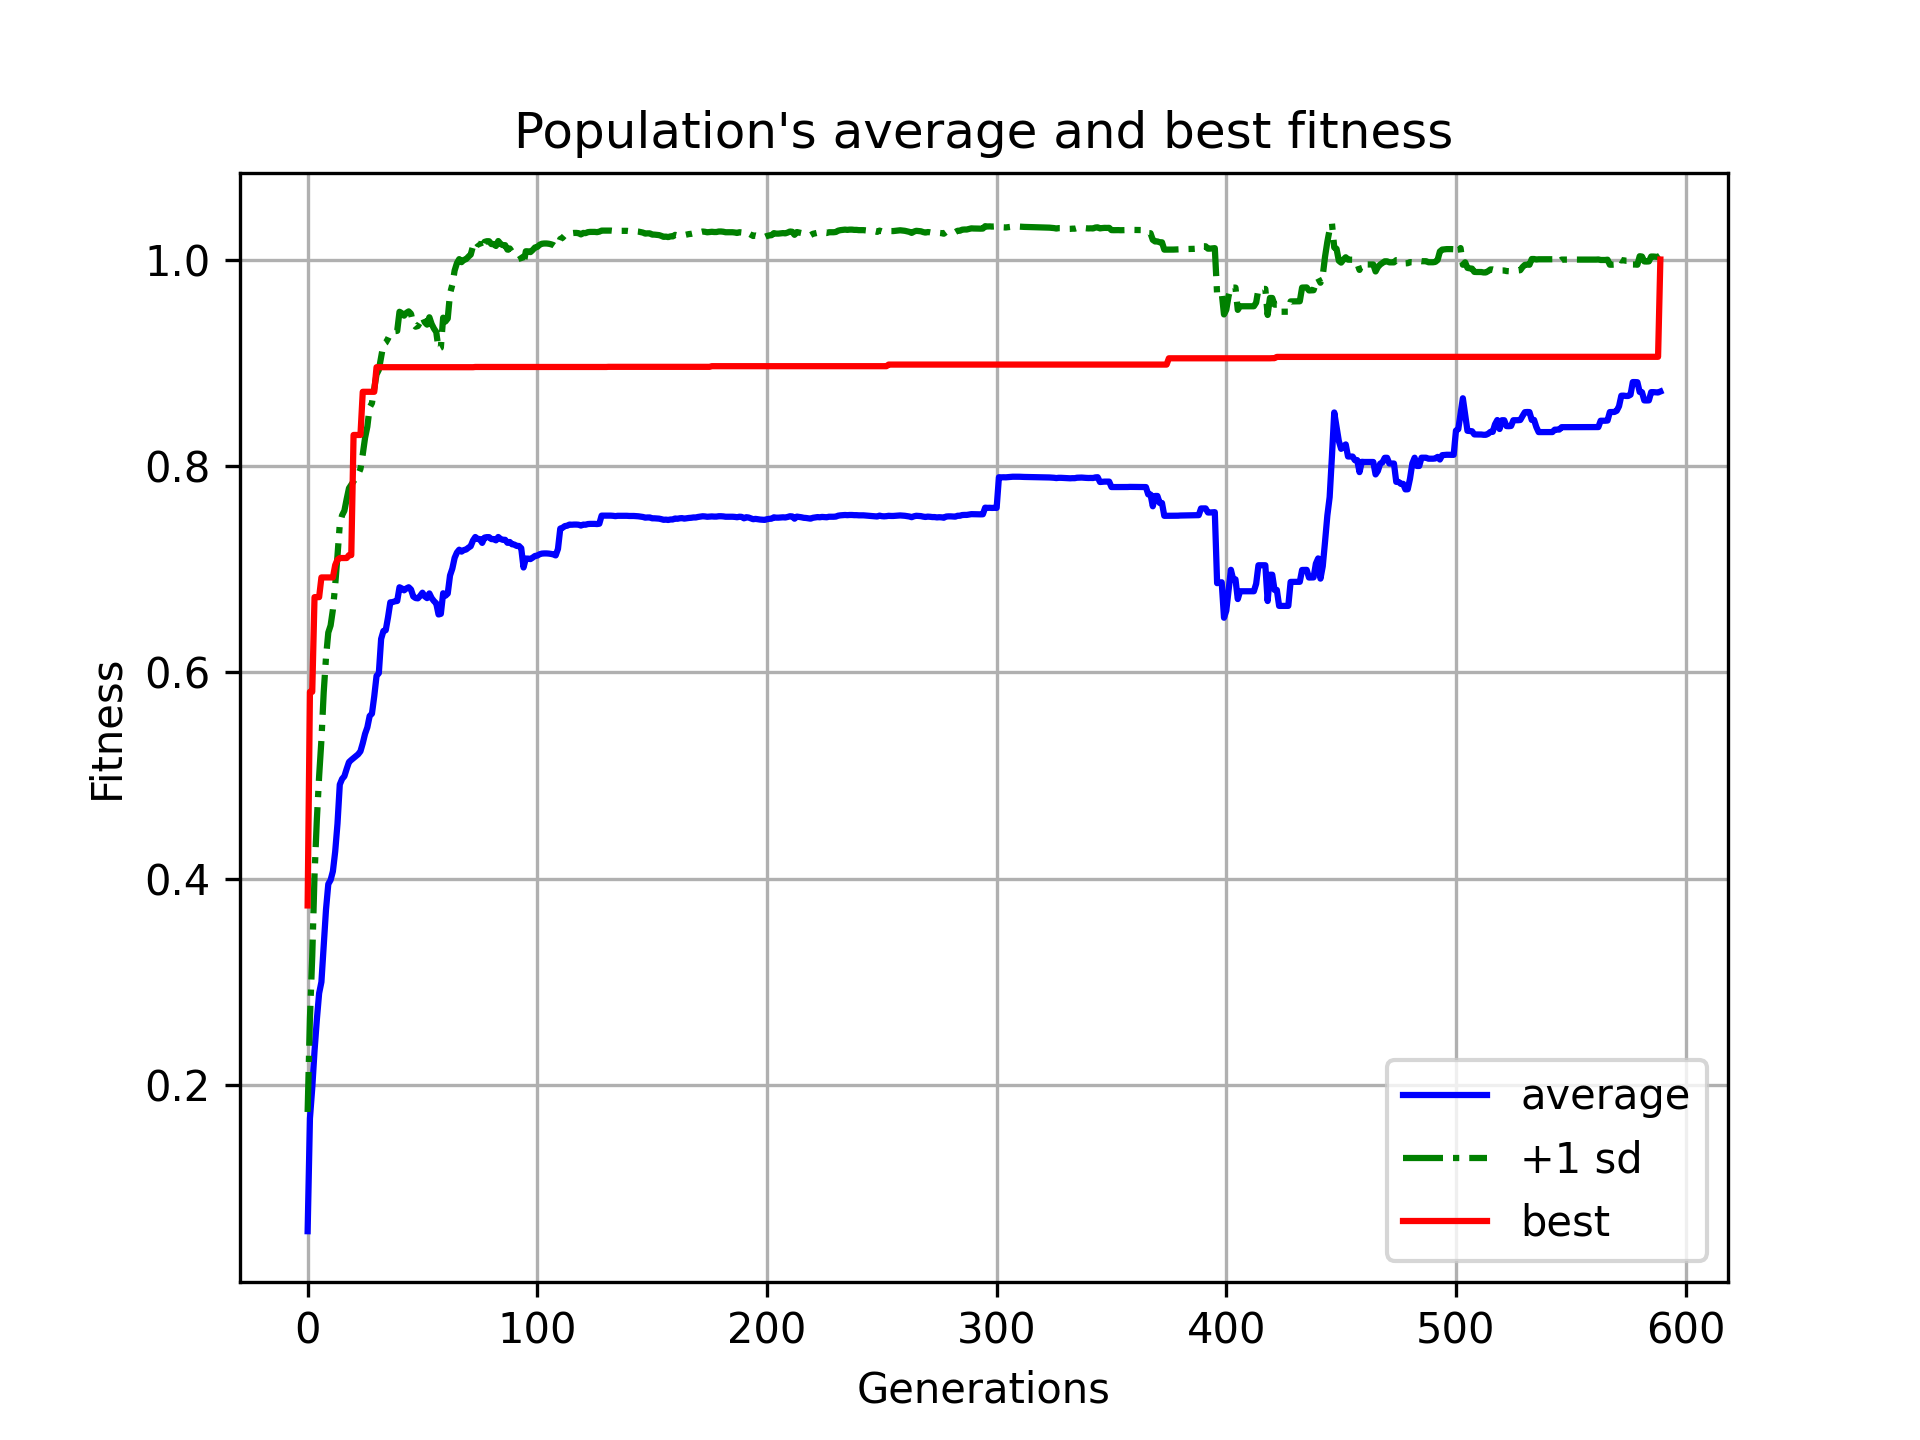 Population's average and best fitness
Fitness
1.0
0.8
0.6
0.4
0.2
average
+1 sd
best
0 100 200 300 400 500 600
Generations